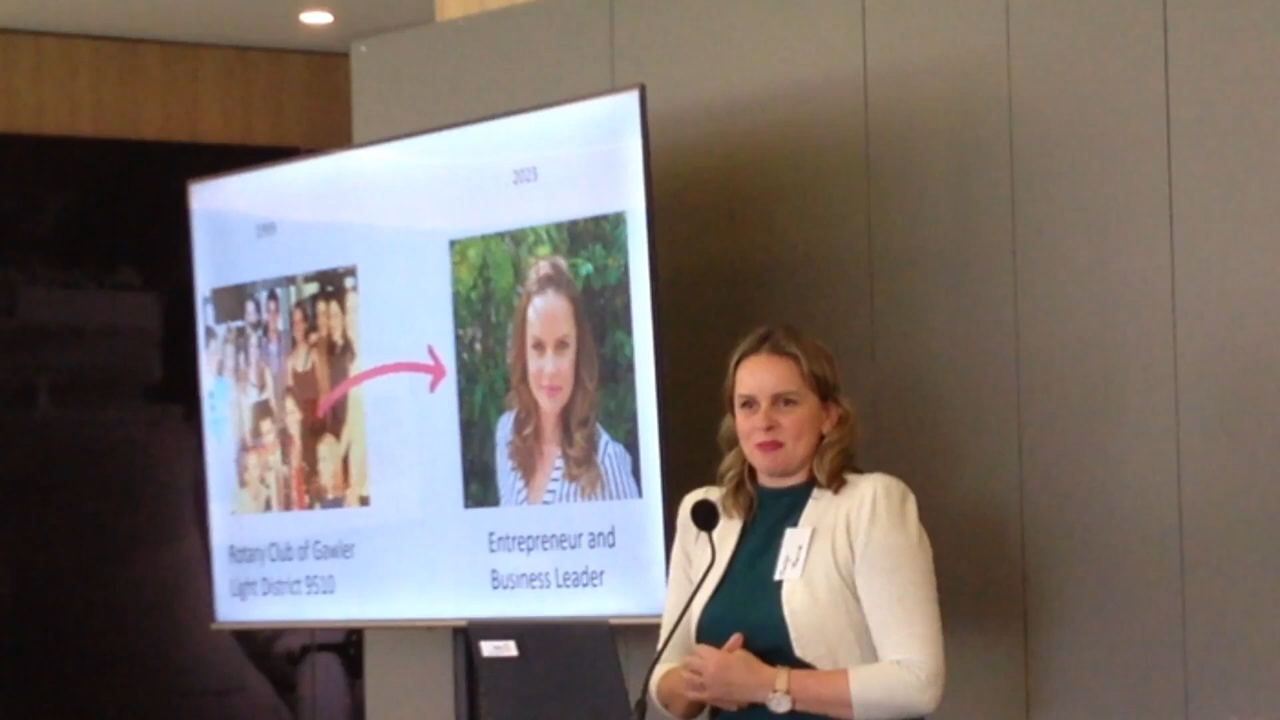 2023
Rotary Club of Gawler
Light District 9510
Entrepreneur and
Business Leader